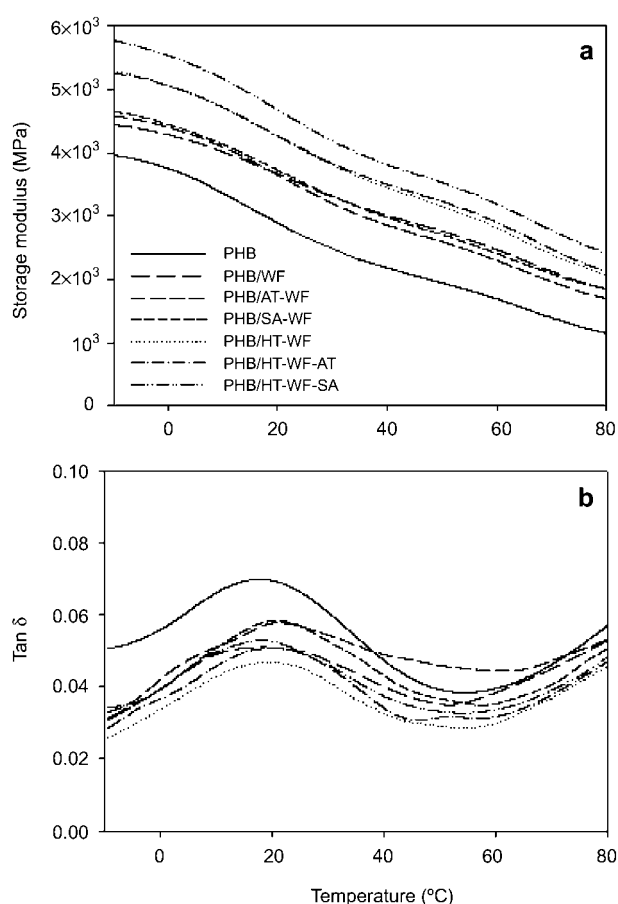 6×10³
5×10³
4×10³
3×10³
2×10³
10³
0
Storage modulus (MPa)
a
PHB
PHB/WF
PHB/AT-WF
PHB/SA-WF
PHB/HT-WF
PHB/HT-WF-AT
PHB/HT-WF-SA
0 20 40 60 80
0.10
0.08
0.06
0.04
0.02
0.00
Tan δ
b
0 20 40 60 80
Temperature (ºC)